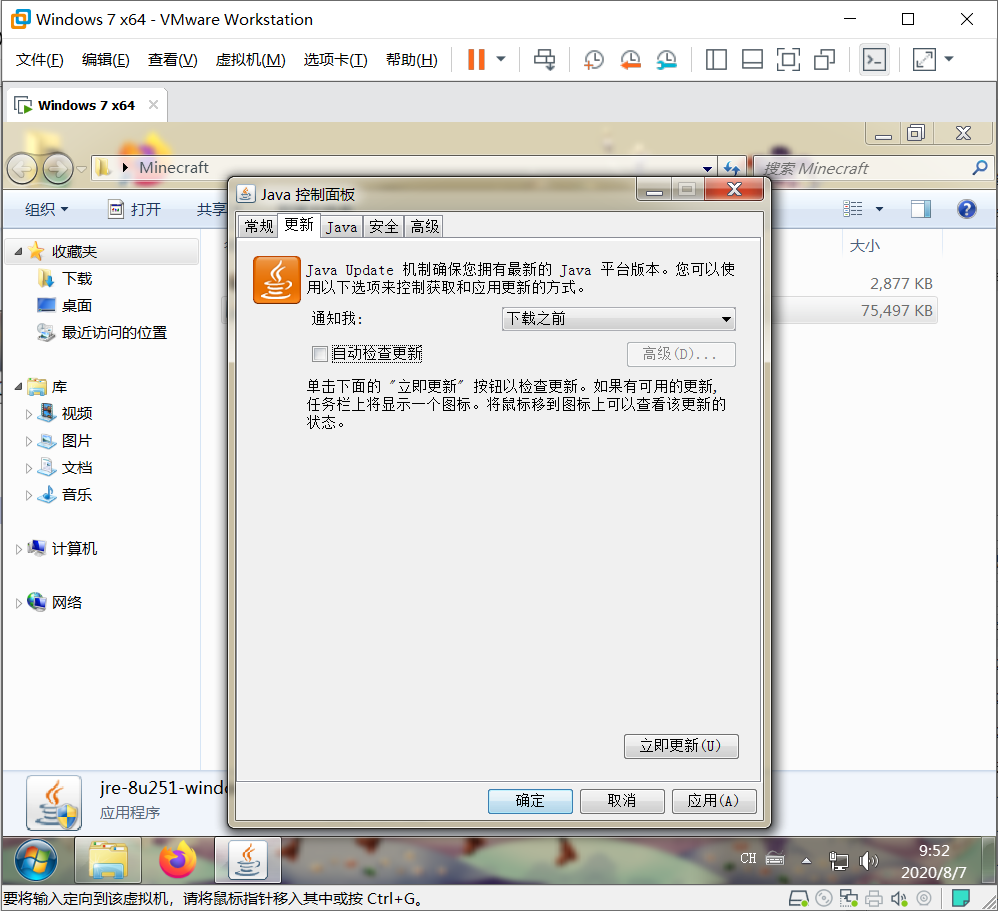 Windows 7 x64 - VMware Workstation
文件(F) 编辑(E) 查看(V) 虚拟机(M) 选项卡(T) 帮助(H)
Windows 7 x64
Minecraft
搜索 Minecraft
组织 打开 共享
Java 控制面板
常规 更新 Java 安全 高级
收藏夹
下载
桌面
最近访问的位置
库
视频
图片
文档
音乐
计算机
网络
大小
2,877 KB
75,497 KB
Java Update 机制确保您拥有最新的 Java 平台版本。您可以使
用以下选项来控制获取和应用更新的方式。
通知我:
下载之前
自动检查更新
高级(D)...
单击下面的 "立即更新" 按钮以检查更新。如果有可用的更新,
任务栏上将显示一个图标。将鼠标移到图标上可以查看该更新的
状态。
立即更新(U)
确定 取消 应用(A)
jre-8u251-windo
应用程序
CH
9:52
2020/8/7
要将输入定向到该虚拟机，请将鼠标指针移入其中或按 Ctrl+G。